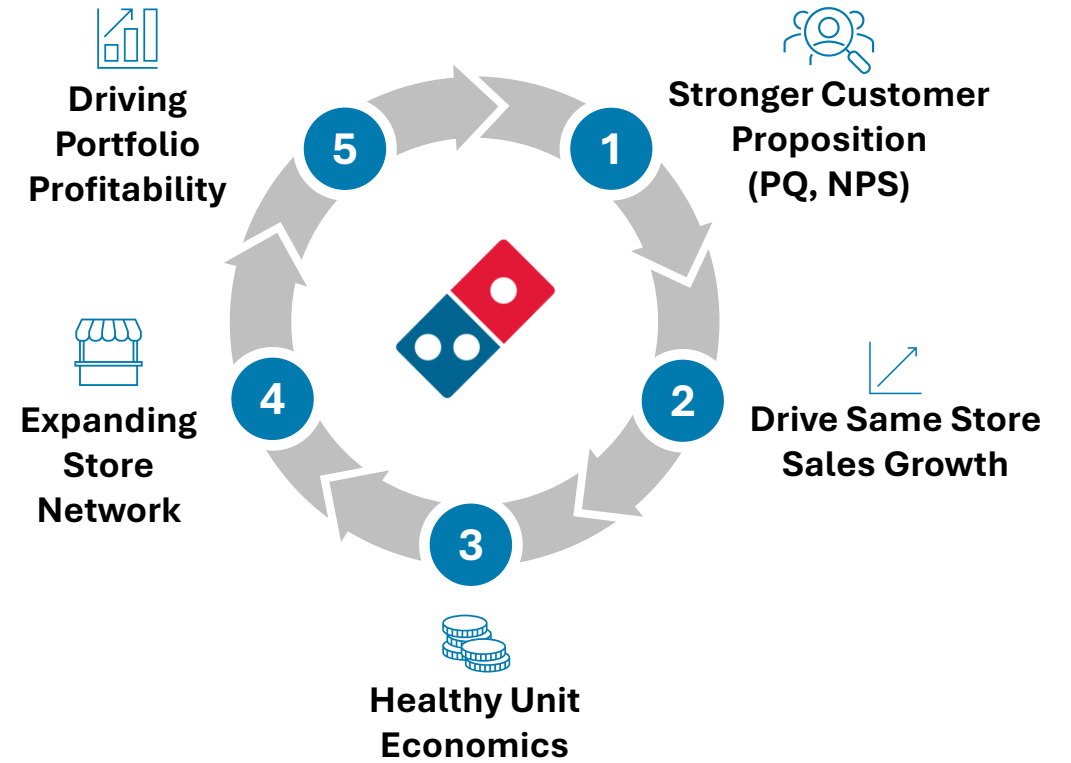 1
Stronger Customer
Proposition
(PQ, NPS)
2
Drive Same Store
Sales Growth
3
Healthy Unit
Economics
4
Expanding
Store
Network
5
Driving
Portfolio
Profitability